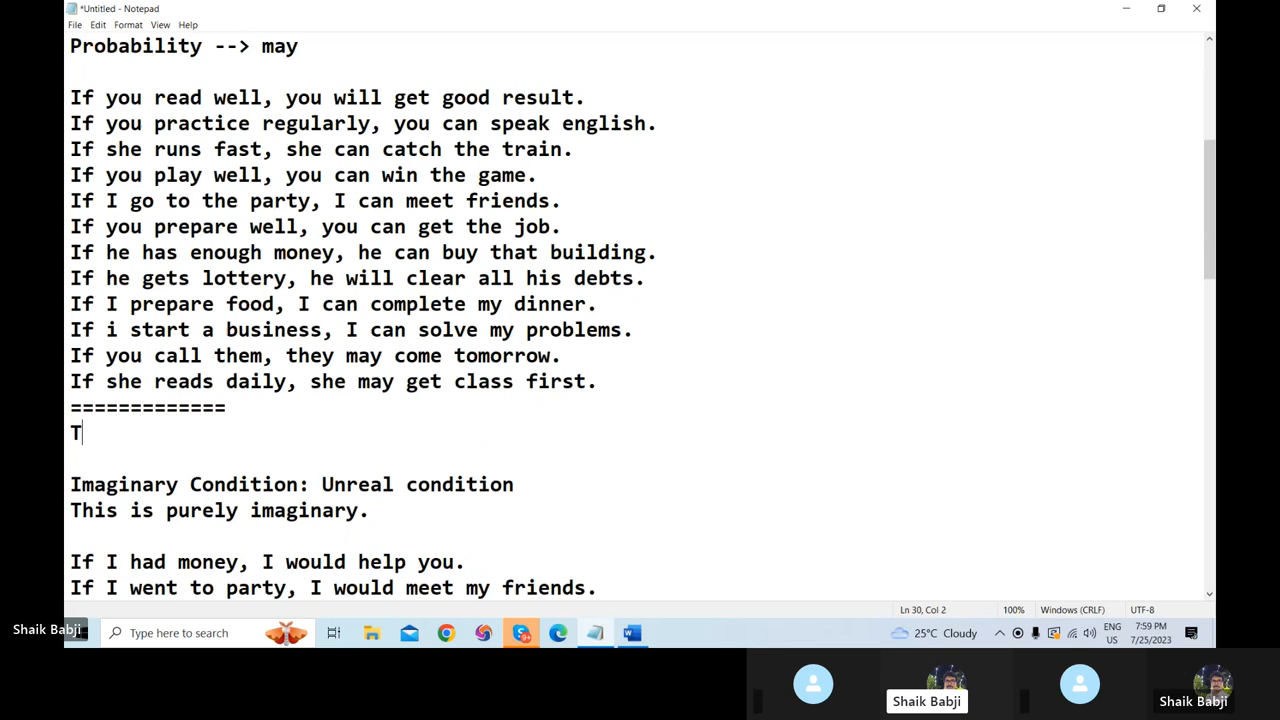 *Untitled - Notepad
File Edit Format View Help
Probability --> may
If you read well, you will get good result.
If you practice regularly, you can speak english.
If she runs fast, she can catch the train.
If you play well, you can win the game.
If I go to the party, I can meet friends.
If you prepare well, you can get the job.
If he has enough money, he can buy that building.
If he gets lottery, he will clear all his debts.
If I prepare food, I can complete my dinner.
If i start a business, I can solve my problems.
If you call them, they may come tomorrow.
If she reads daily, she may get class first.
=============
T
Imaginary Condition: Unreal condition
This is purely imaginary.
If I had money, I would help you.
If I went to party, I would meet my friends.
Ln 30, Col 2 100% Windows (CRLF) UTF-8
Shaik Babji
Type here to search
25°C Cloudy
ENG
US
7:59 PM
7/25/2023
Shaik Babji
Shaik Babji